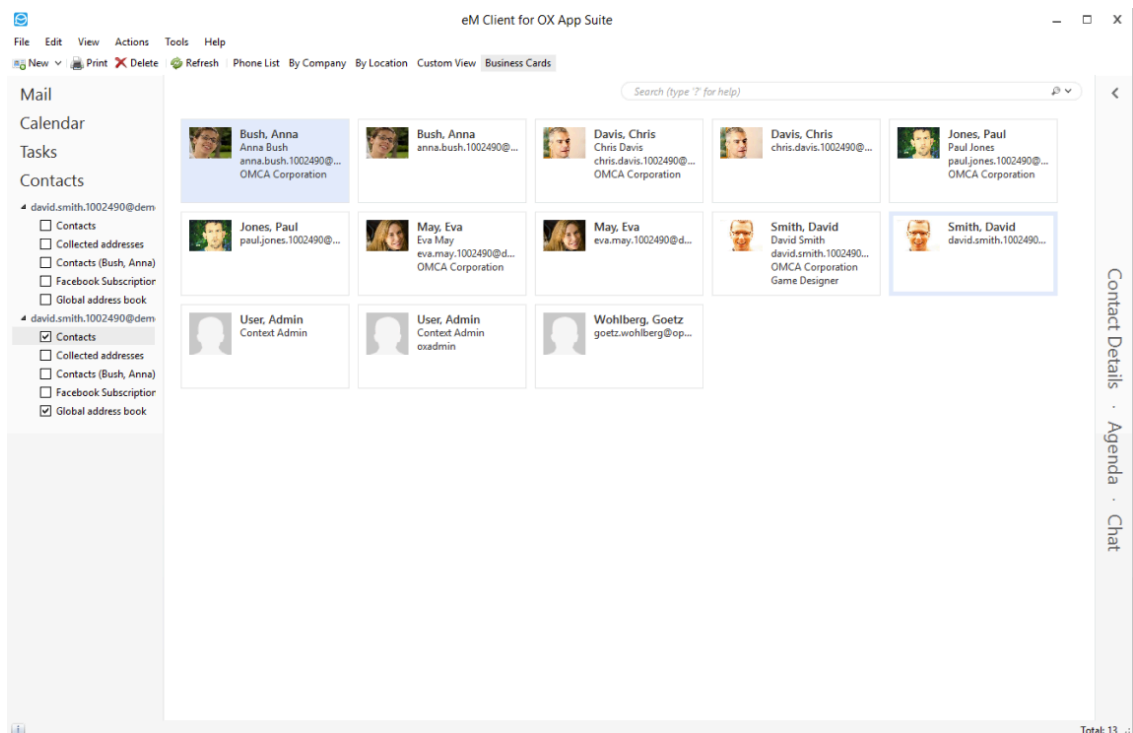 eM Client for OX App Suite
File Edit View Actions Tools Help
New Print Delete Refresh Phone List By Company By Location Custom View Business Cards
Search (type '?' for help)
Mail
Calendar
Tasks
Contacts
david.smith.1002490@dem
Contacts
Collected addresses
Contacts (Bush, Anna)
Facebook Subscription
Global address book
david.smith.1002490@dem
Contacts
Collected addresses
Contacts (Bush, Anna)
Facebook Subscription
Global address book
Bush, Anna
Anna Bush
anna.bush.1002490@...
OMCA Corporation
Bush, Anna
anna.bush.1002490@...
Davis, Chris
Chris Davis
chris.davis.1002490@...
OMCA Corporation
Davis, Chris
chris.davis.1002490@...
Jones, Paul
Paul Jones
paul.jones.1002490@...
OMCA Corporation
Jones, Paul
paul.jones.1002490@...
May, Eva
Eva May
eva.may.1002490@d...
OMCA Corporation
May, Eva
eva.may.1002490@d...
Smith, David
David Smith
david.smith.1002490...
OMCA Corporation
Game Designer
Smith, David
david.smith.1002490...
User, Admin
Context Admin
User, Admin
Context Admin
oxadmin
Wohlberg, Goetz
goetz.wohlberg@op...
Contact Details · Agenda · Chat
Total: 13